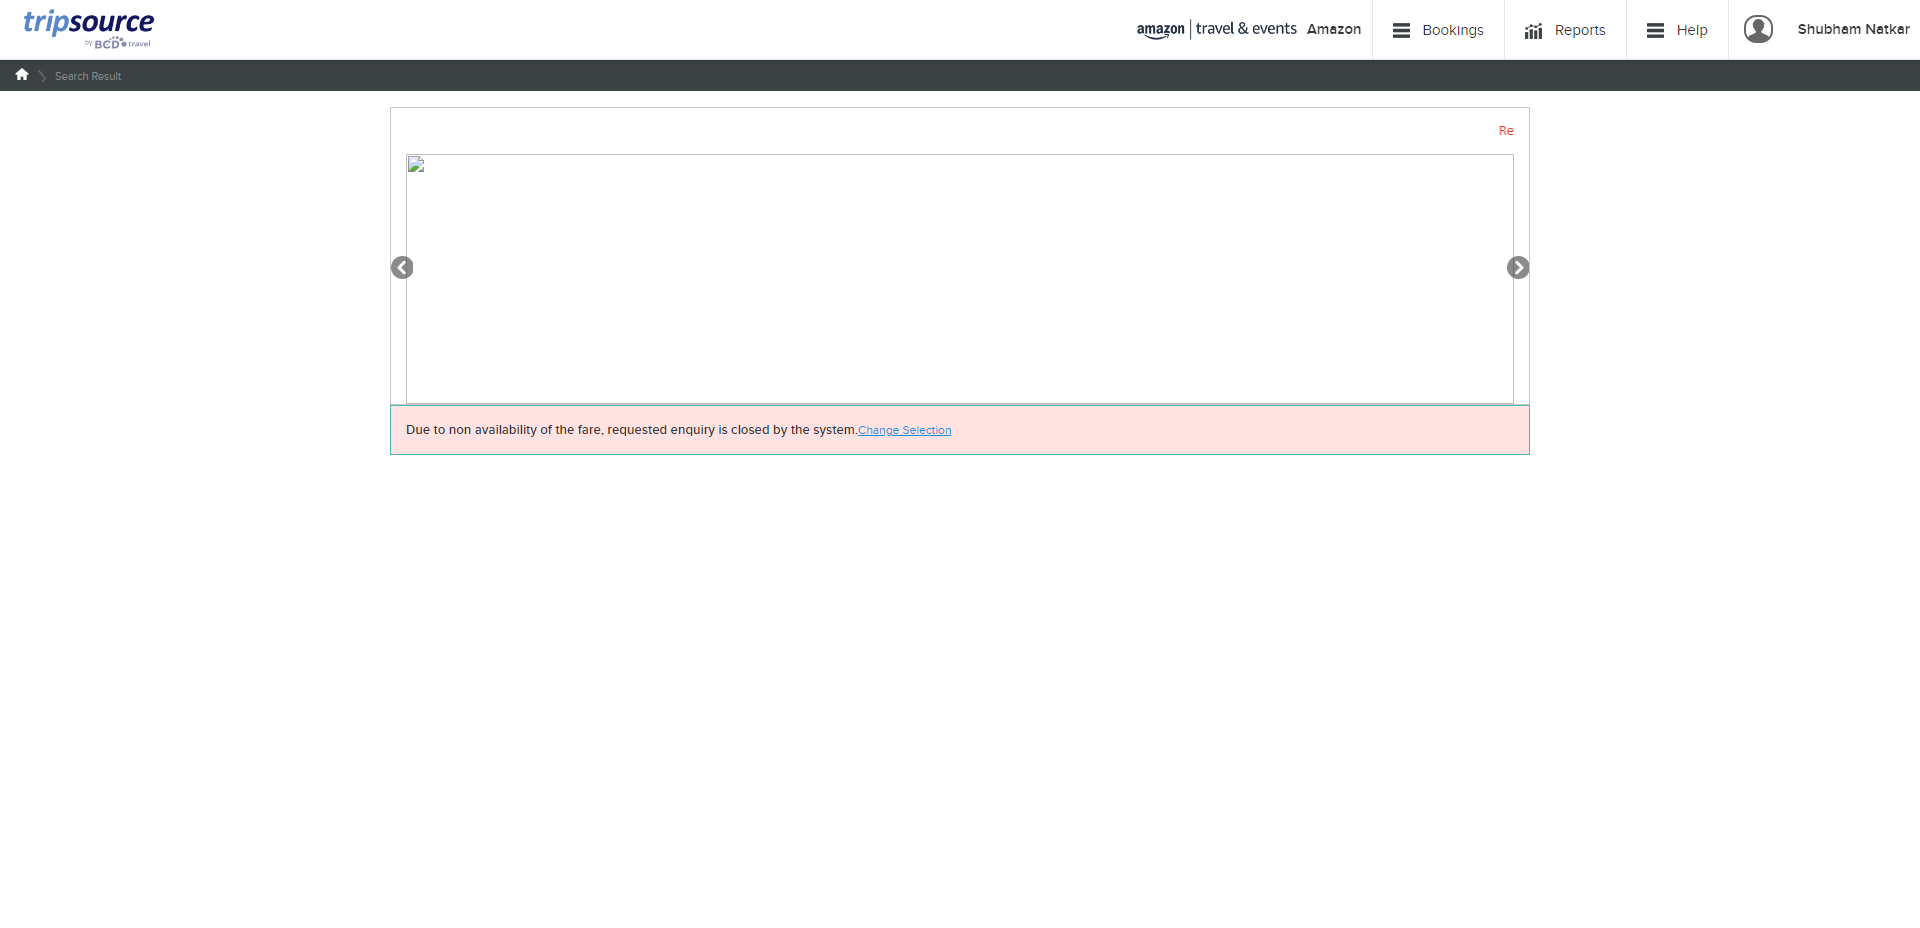 tripsource
by BCD travel
amazon | travel & events Amazon
Bookings
Reports
Help
Shubham Natkar
Search Result
Re
Due to non availability of the fare, requested enquiry is closed by the system.Change Selection